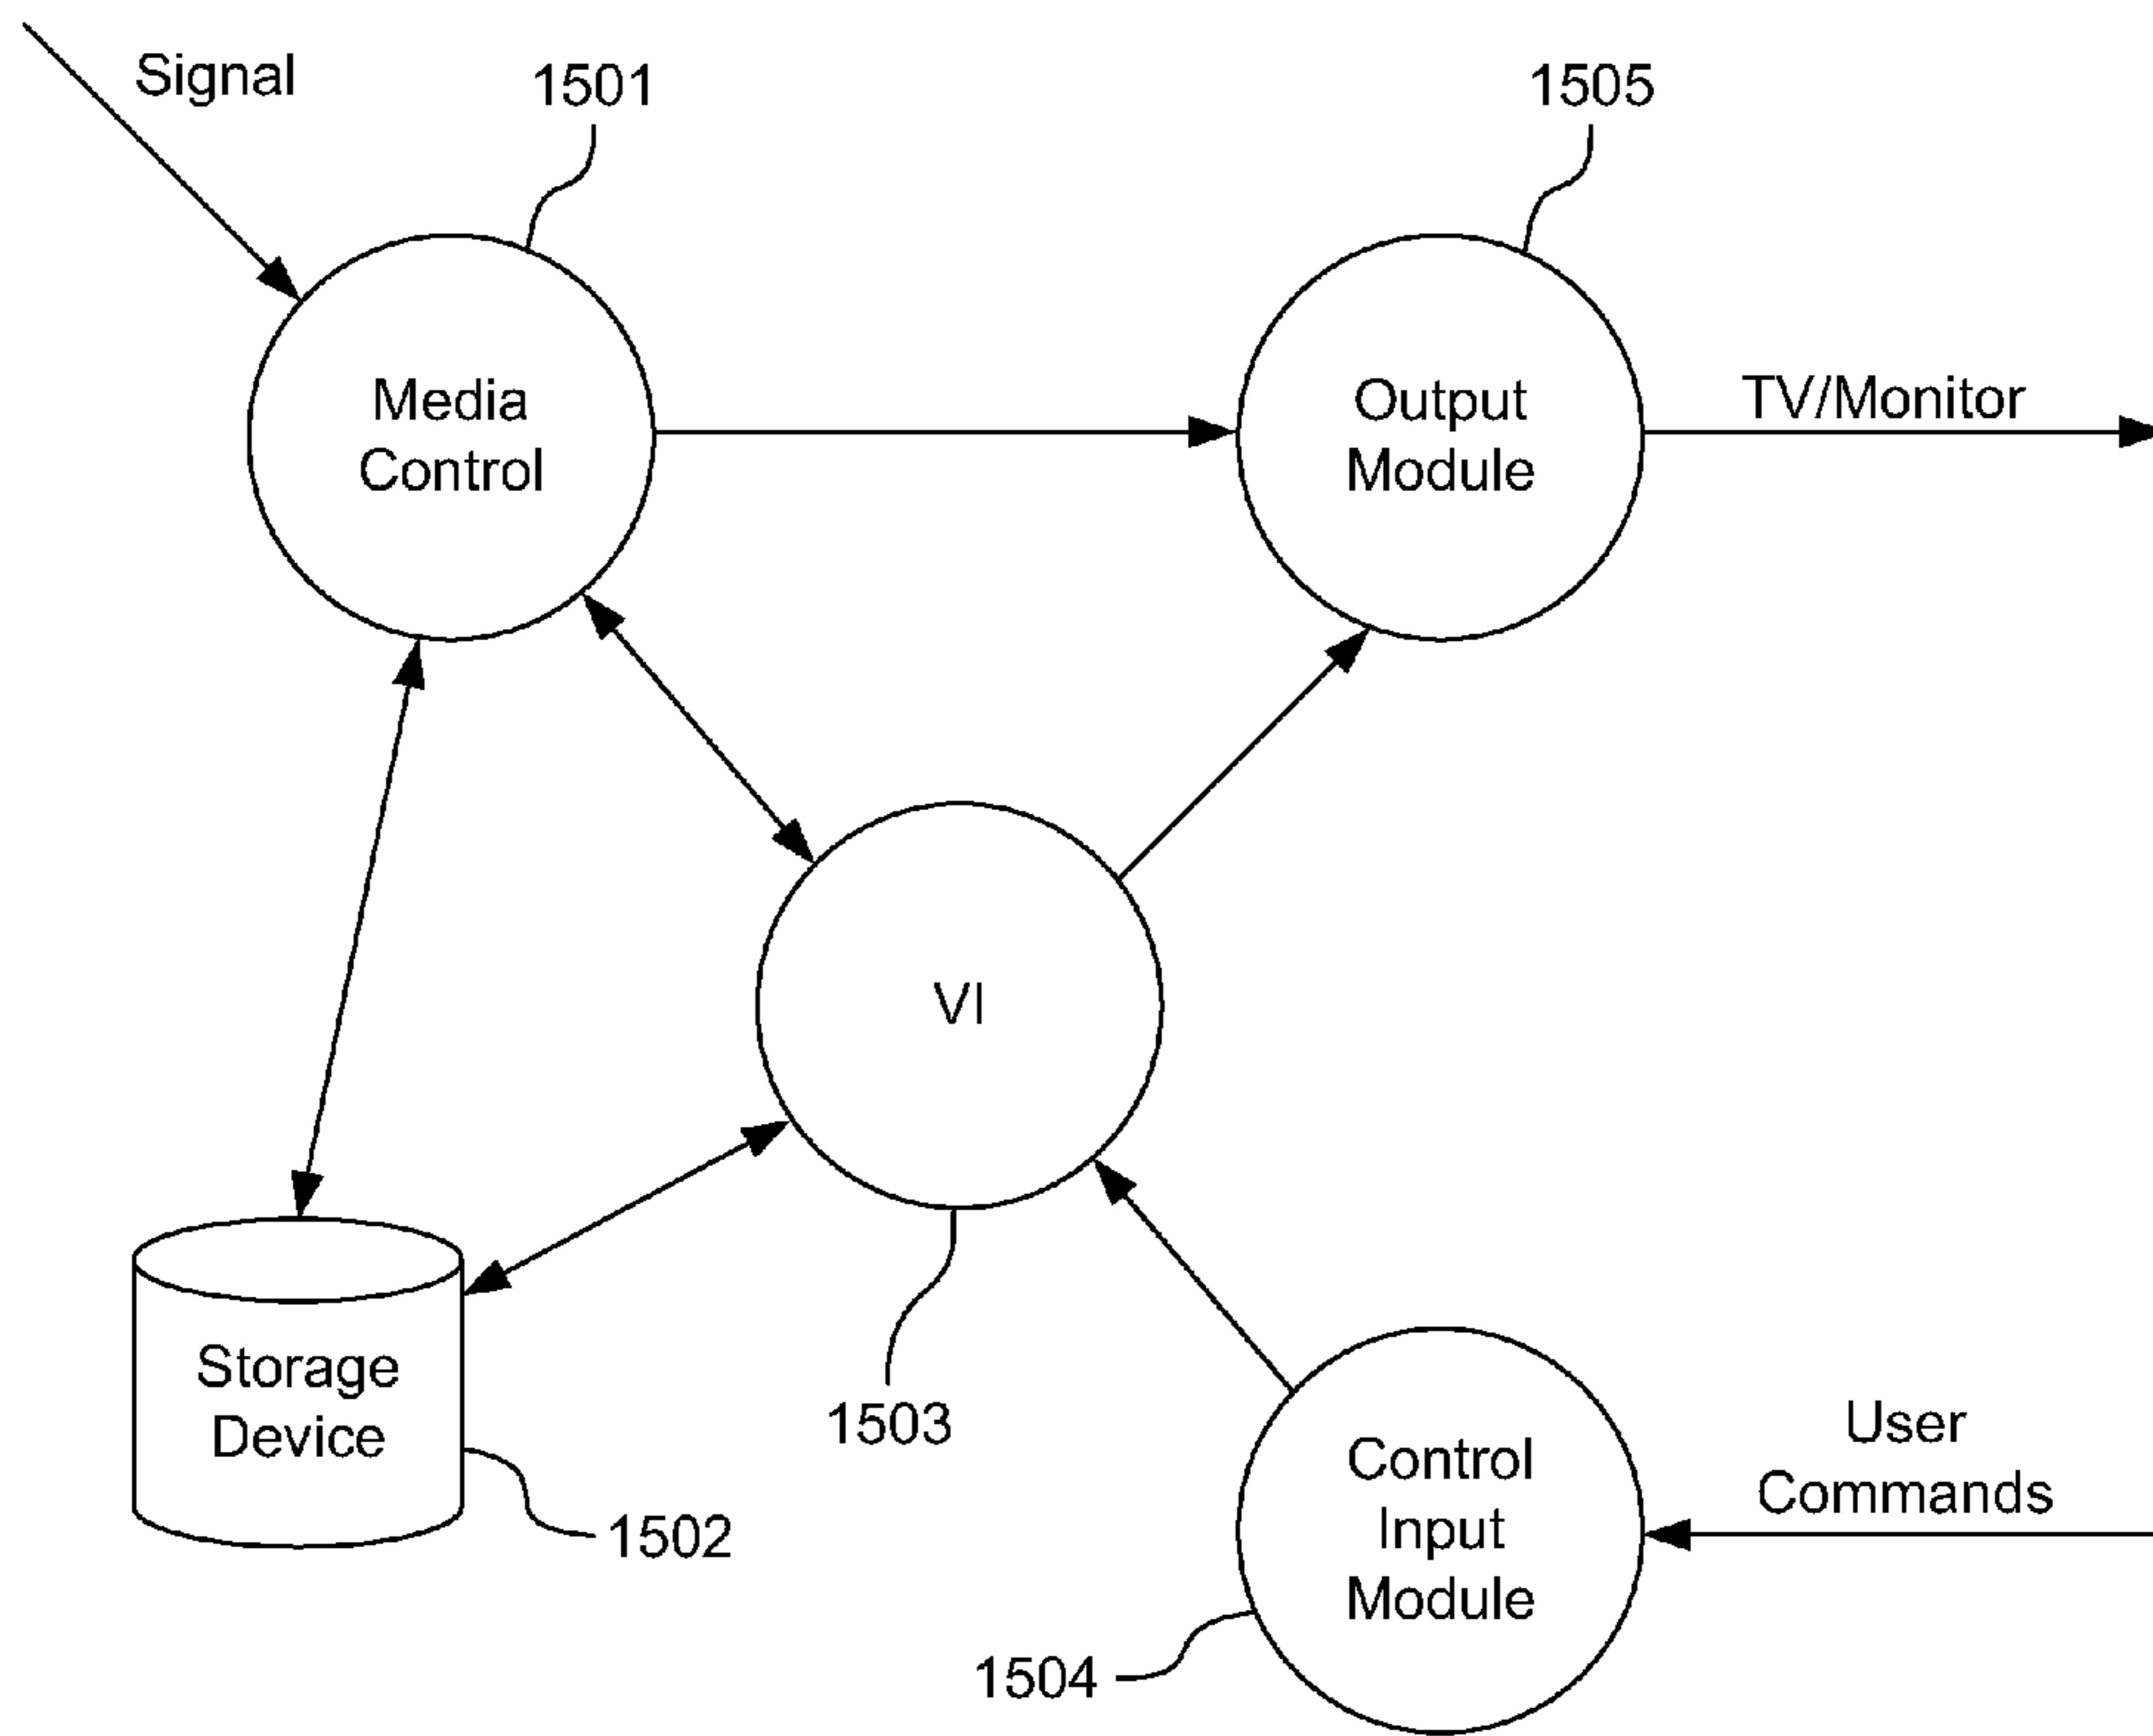 Signal
1501
1505
Media
Control
Output
Module
TV/Monitor
VI
Storage
Device
1503
1502
Control
Input
Module
User
Commands
1504